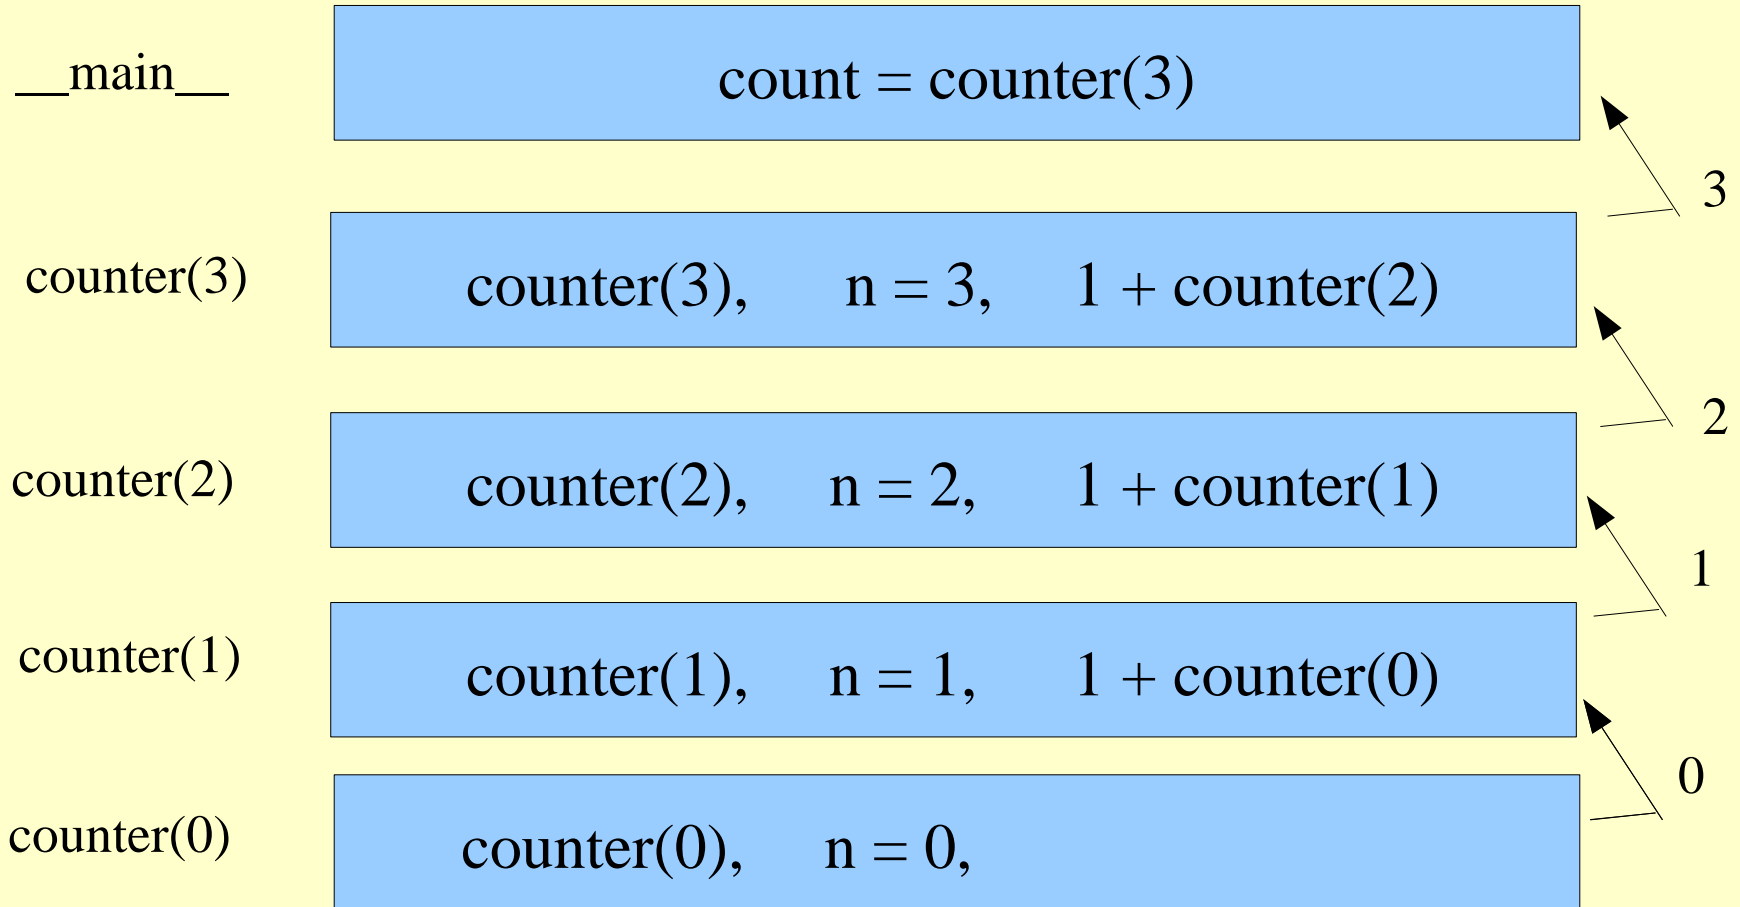 __main__ count = counter(3)
3
counter(3) counter(3), n = 3, 1 + counter(2)
2
counter(2) counter(2), n = 2, 1 + counter(1)
1
counter(1) counter(1), n = 1, 1 + counter(0)
0
counter(0) counter(0), n = 0,